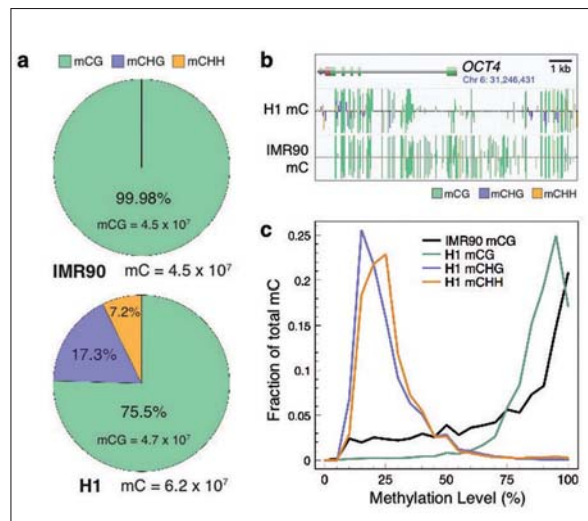 a
mCG mCHG mCHH
99.98%
mCG = 4.5 x 10⁷
IMR90 mC = 4.5 x 10⁷
7.2%
17.3%
75.5%
mCG = 4.7 x 10⁷
H1 mC = 6.2 x 10⁷
b
OCT4
1 kb
Chr 6: 31,246,431
H1 mC
IMR90
mC
mCG mCHG mCHH
c
IMR90 mCG
H1 mCG
H1 mCHG
H1 mCHH
Fraction of total mC
0.25
0.2
0.15
0.1
0.05
0
0 25 50 75 100
Methylation Level (%)